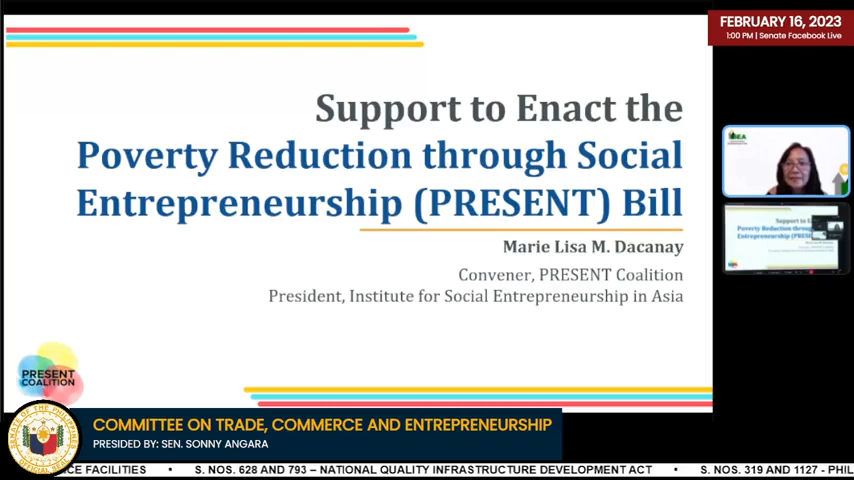 FEBRUARY 16, 2023
1:00 PM | Senate Facebook Live
Support to Enact the
Poverty Reduction through Social
Entrepreneurship (PRESENT) Bill
Marie Lisa M. Dacanay
Convener, PRESENT Coalition
President, Institute for Social Entrepreneurship in Asia
PRESENT
COALITION
COMMITTEE ON TRADE, COMMERCE AND ENTREPRENEURSHIP
PRESIDED BY: SEN. SONNY ANGARA
FACILITIES • S. NOS. 628 AND 793 – NATIONAL QUALITY INFRASTRUCTURE DEVELOPMENT ACT • S. NOS. 319 AND 1127 - PHIL